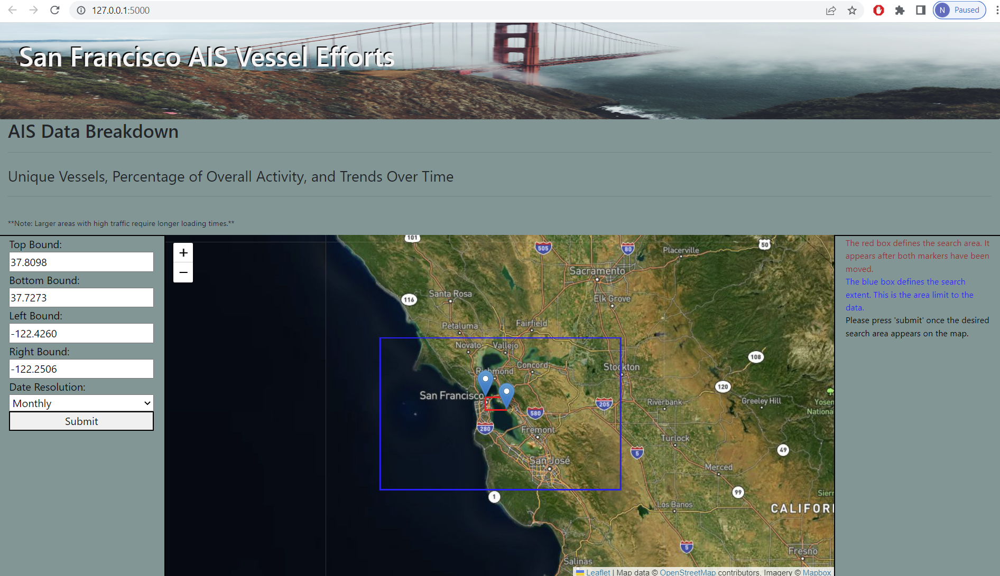 127.0.0.1:5000
N
Paused
San Francisco AIS Vessel Efforts
AIS Data Breakdown
Unique Vessels, Percentage of Overall Activity, and Trends Over Time
**Note: Larger areas with high traffic require longer loading times.**
Top Bound:
37.8098
Bottom Bound:
37.7273
Left Bound:
-122.4260
Right Bound:
-122.2506
Date Resolution:
Monthly
Submit
+
−
101
505
80
50
Placerville
Sacramento
116
Santa Rosa
Elk Grove
Petaluma
Fairfield
Novato
Vallejo
Concord
108
Richmond
Stockton
120
San Francisco
205
Riverbank
Greeley Hill
Yosen
Nationa
580
280
Fremont
Turlock
5
49
San José
Merced
99
1
Sierr
Los Banos
CALIFORI
5
Fresno
Salinas
Leaflet | Map data © OpenStreetMap contributors, Imagery © Mapbox
The red box defines the search area. It
appears after both markers have been
moved.
The blue box defines the search
extent. This is the area limit to the
data.
Please press 'submit' once the desired
search area appears on the map.